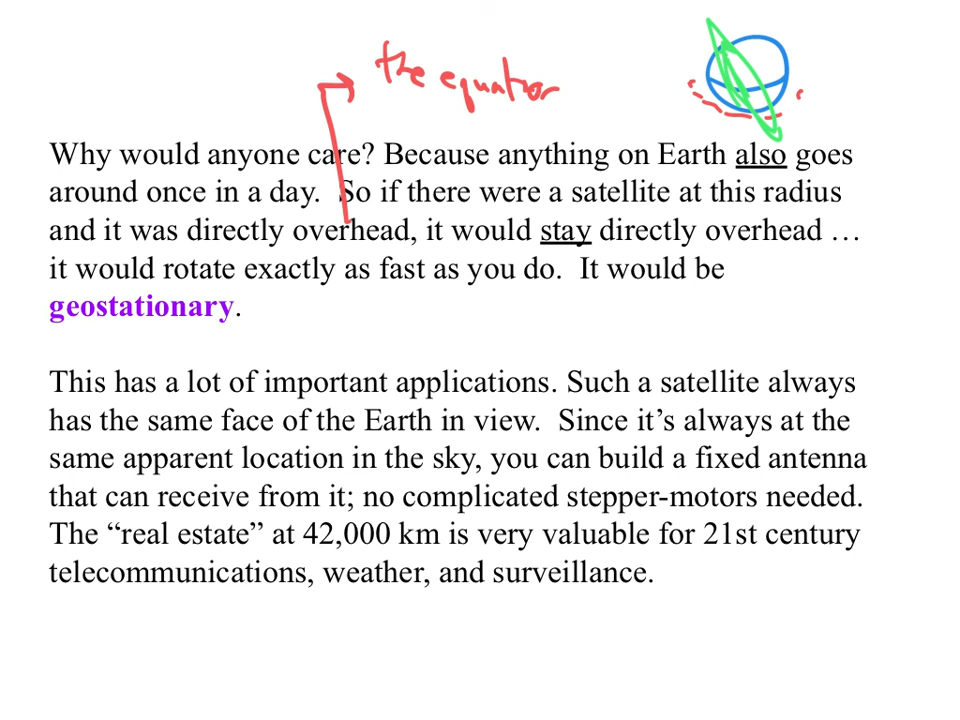 the equator
Why would anyone care? Because anything on Earth also goes
around once in a day.  So if there were a satellite at this radius
and it was directly overhead, it would stay directly overhead …
it would rotate exactly as fast as you do.  It would be
geostationary.
This has a lot of important applications. Such a satellite always
has the same face of the Earth in view.  Since it’s always at the
same apparent location in the sky, you can build a fixed antenna
that can receive from it; no complicated stepper-motors needed.
The “real estate” at 42,000 km is very valuable for 21st century
telecommunications, weather, and surveillance.